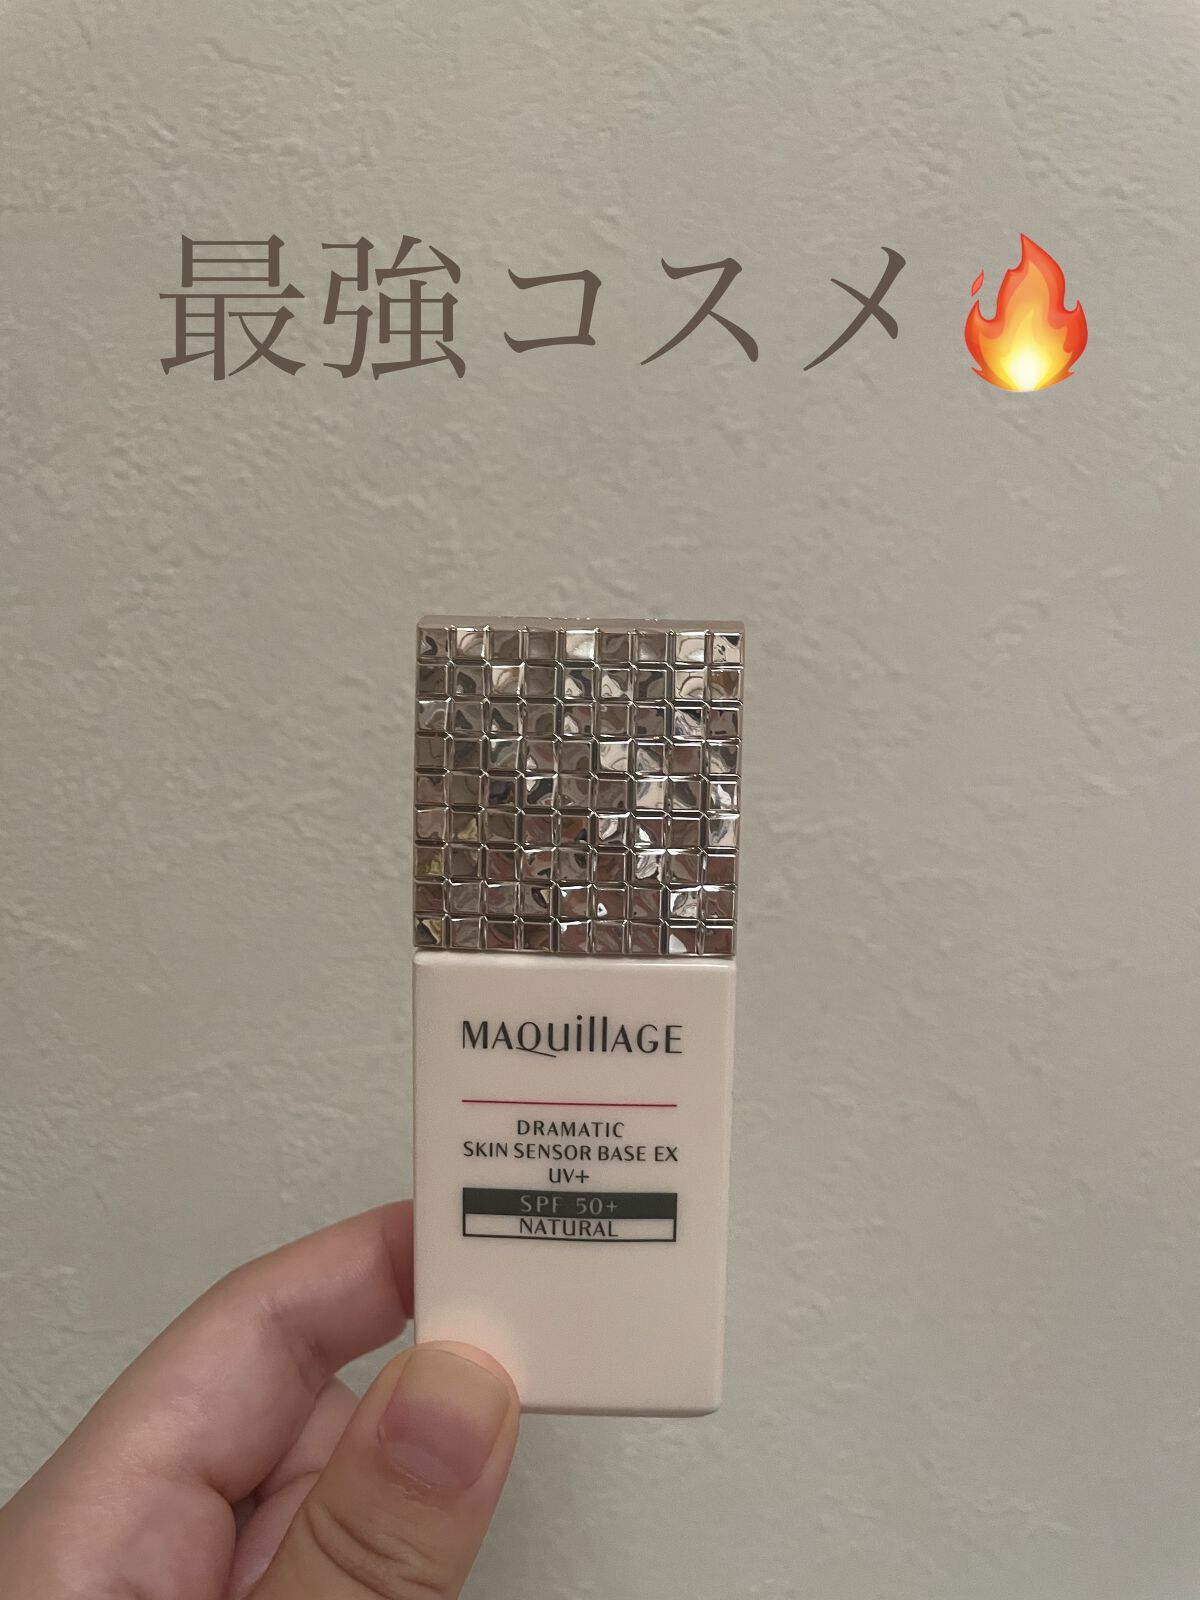 最強コスメ🔥
MAQuillAGE
DRAMATIC
SKIN SENSOR BASE EX
UV+
SPF 50+
NATURAL